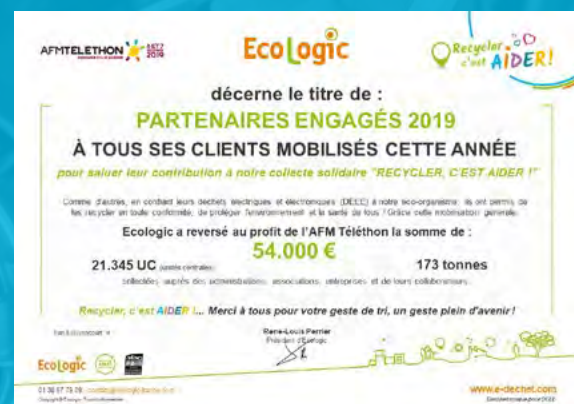 AFMTELETHON
2019
Ecologic
Recycler, c'est AIDER!
décerne le titre de :
PARTENAIRES ENGAGÉS 2019
À TOUS SES CLIENTS MOBILISÉS CETTE ANNÉE
pour saluer leur contribution à notre collecte solidaire "RECYCLER, C'EST AIDER !"
Comme d'autres, en confiant leurs déchets électriques et électroniques (DEEE) à notre éco-organisme, ils ont permis de
les recycler en toute conformité, de protéger l'environnement et la santé de tous ! Grâce cette mobilisation générale,
Ecologic a reversé au profit de l'AFM Téléthon la somme de :
54.000 €
21.345 UC (unités centrales)
173 tonnes
collectées auprès des administrations, associations, entreprises et de leurs collaborateurs.
Recycler, c'est AIDER !... Merci à tous pour votre geste de tri, un geste plein d'avenir !
René-Louis Perrier
Président d'Ecologic
Ecologic
www.e-dechet.com